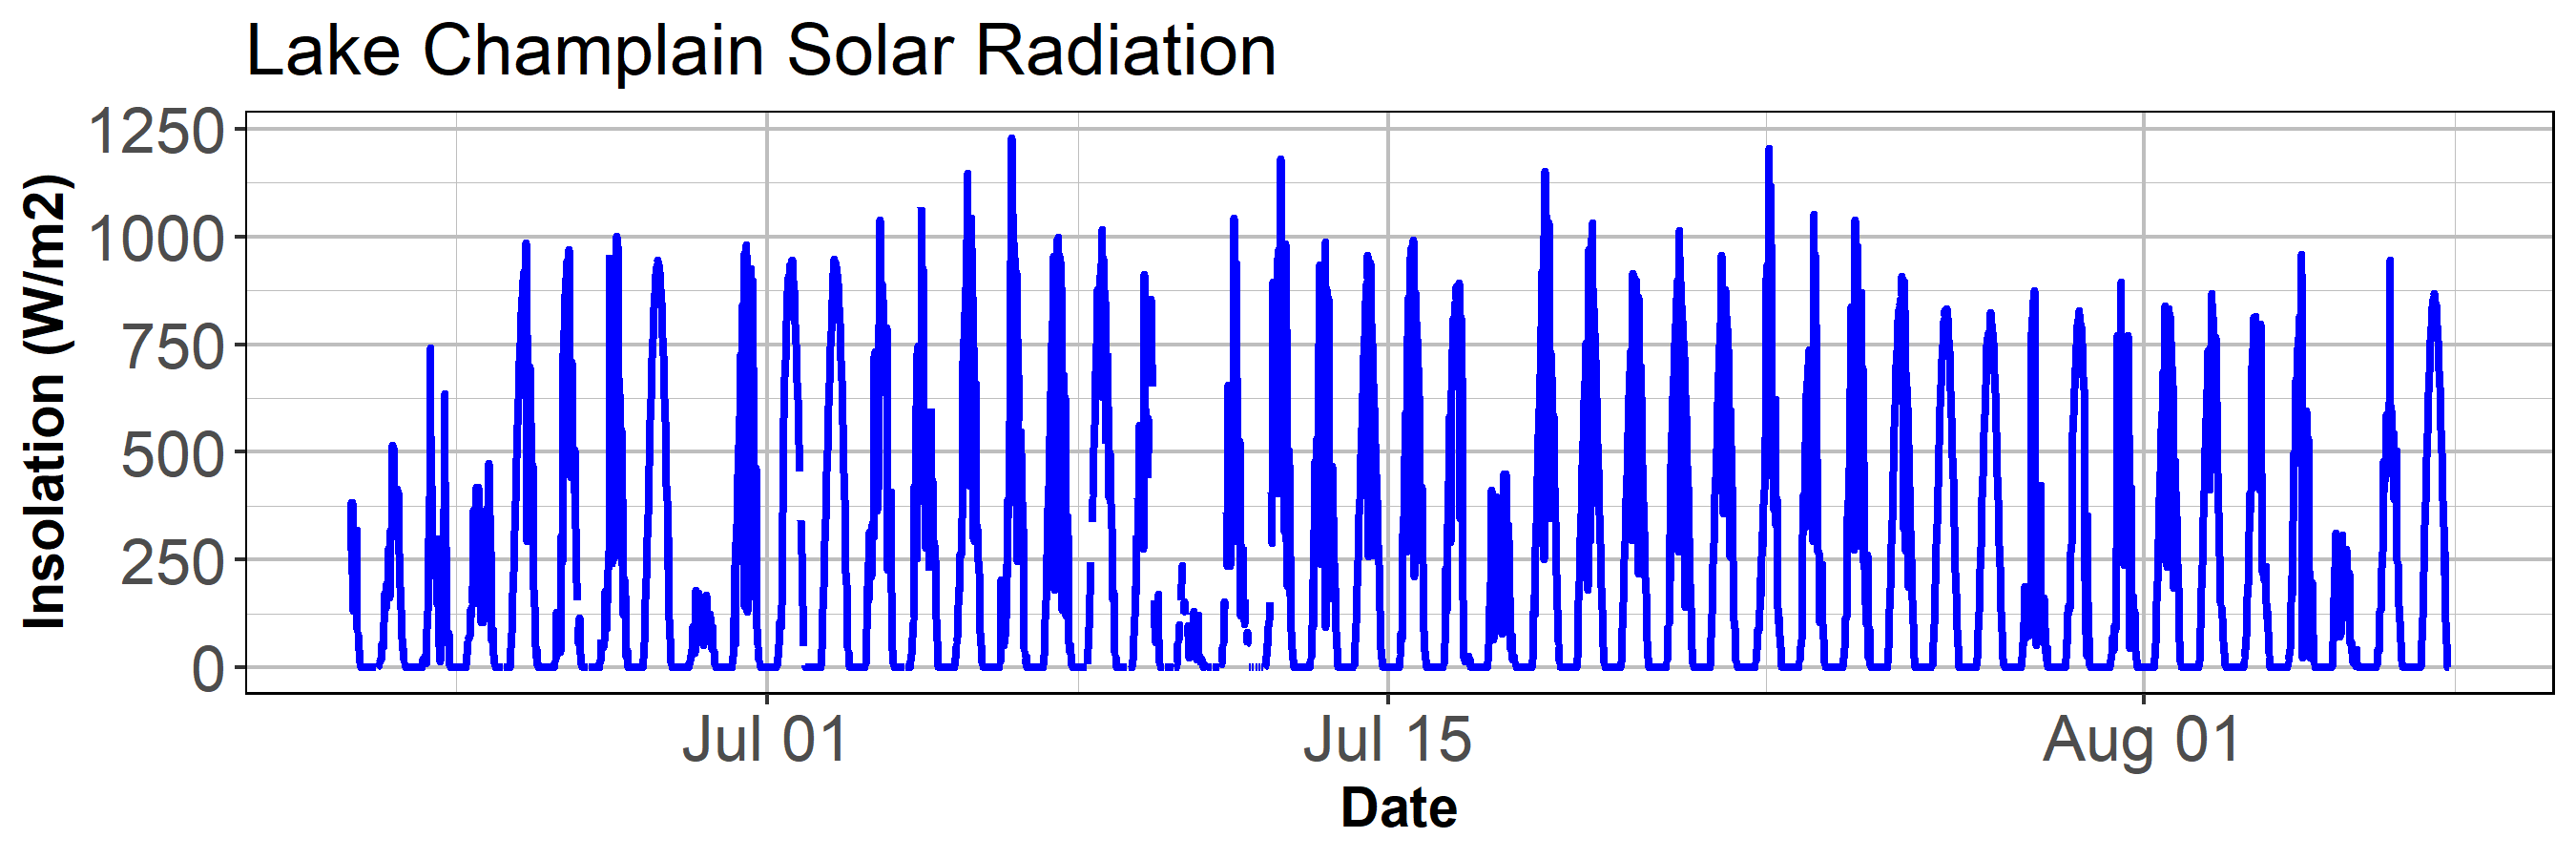 Lake Champlain Solar Radiation
Insolation (W/m2)
1250
1000
750
500
250
0
Jul 01 Jul 15 Aug 01
Date